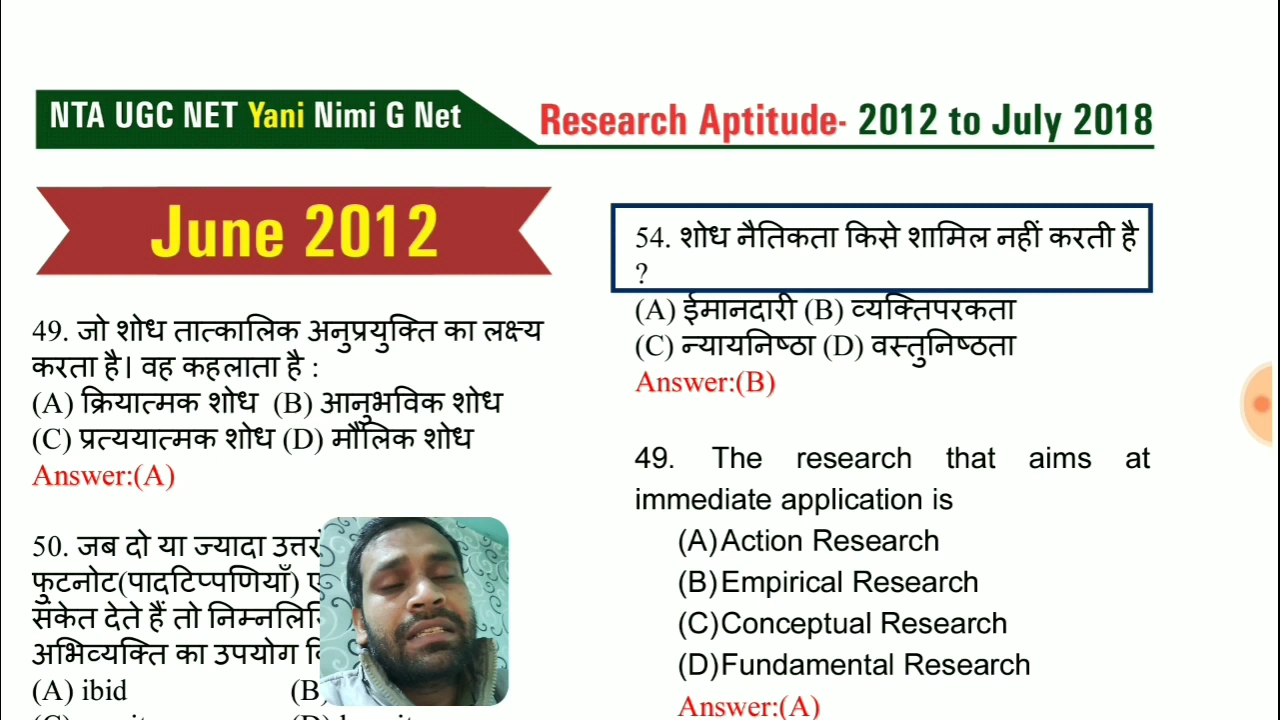 NTA UGC NET Yani Nimi G Net
Research Aptitude- 2012 to July 2018
June 2012
49. जो शोध तात्कालिक अनुप्रयुक्ति का लक्ष्य
करता है। वह कहलाता है :
(A) क्रियात्मक शोध (B) आनुभविक शोध
(C) प्रत्ययात्मक शोध (D) मौलिक शोध
Answer:(A)
50. जब दो या ज्यादा
फुटनोट(पादटिप्पणियाँ)
संकेत देते हैं तो
अभिव्यक्ति का उपयोग
(A) ibid (B)
54. शोध नैतिकता किसे शामिल नहीं करती है
?
(A) ईमानदारी (B) व्यक्तिपरकता
(C) न्यायनिष्ठा (D) वस्तुनिष्ठता
Answer:(B)
49. The research that aims at
immediate application is
(A) Action Research
(B) Empirical Research
(C) Conceptual Research
(D) Fundamental Research
Answer:(A)